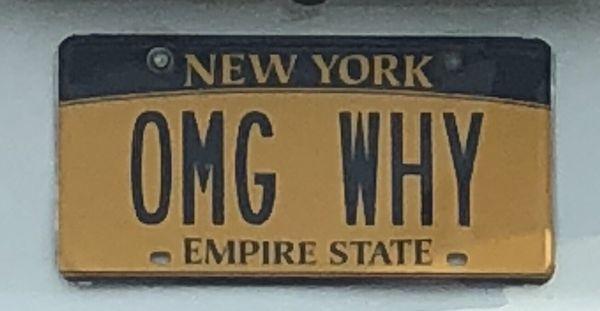 NEW YORK
OMG WHY
EMPIRE STATE